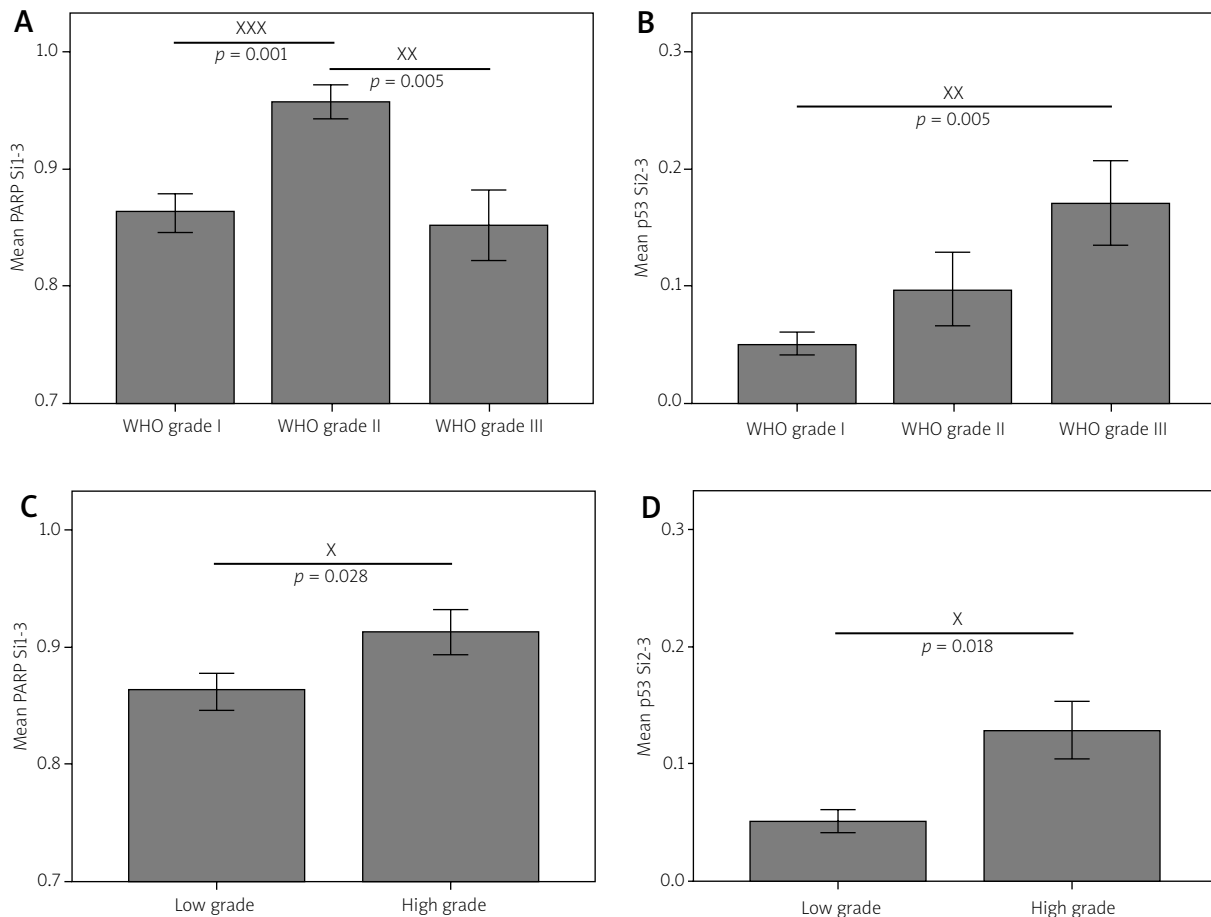 A
Mean PARP Si1-3
1.0
0.9
0.8
0.7
XXX
p = 0.001
XX
p = 0.005
WHO grade I
WHO grade II
WHO grade III
B
Mean p53 Si2-3
0.3
0.2
0.1
0.0
XX
p = 0.005
WHO grade I
WHO grade II
WHO grade III
C
Mean PARP Si1-3
1.0
0.9
0.8
0.7
X
p = 0.028
Low grade
High grade
D
Mean p53 Si2-3
0.3
0.2
0.1
0.0
X
p = 0.018
Low grade
High grade